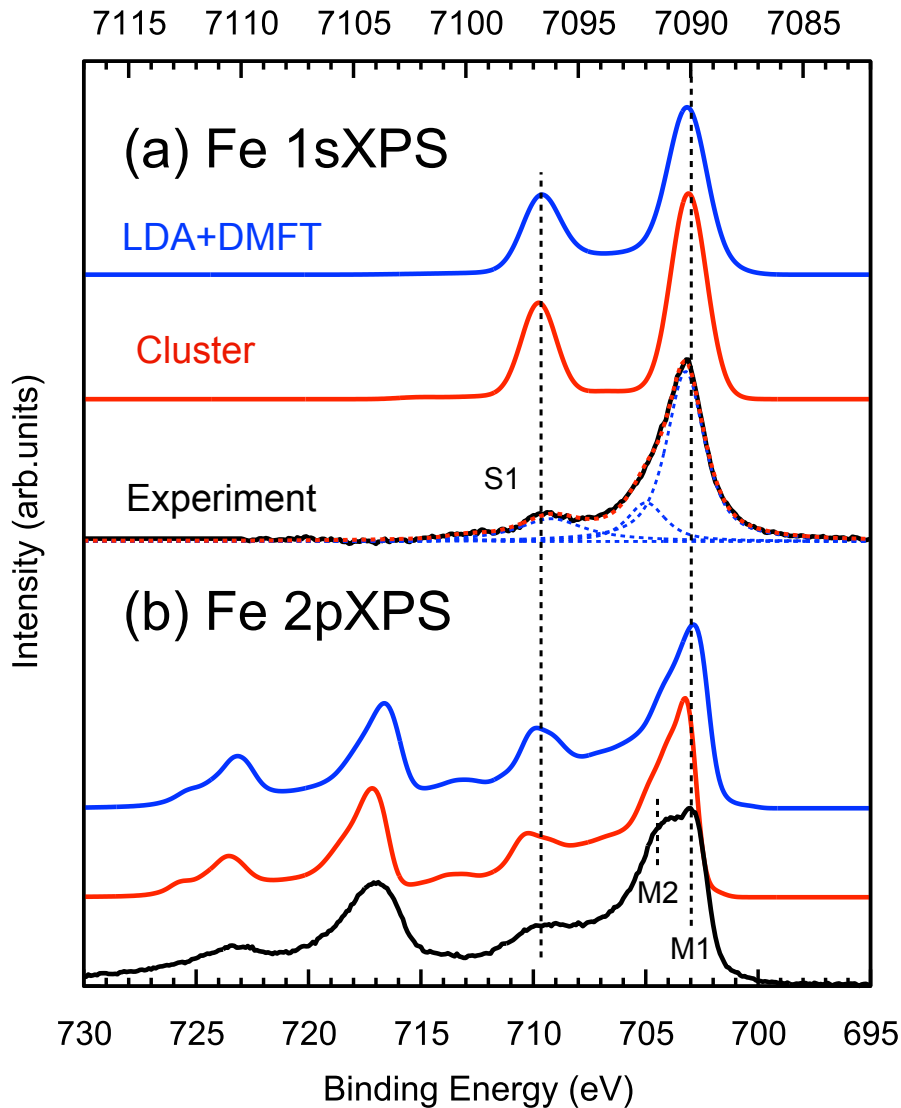 7115 7110 7105 7100 7095 7090 7085
(a) Fe 1sXPS
LDA+DMFT
Cluster
S1
Experiment
(b) Fe 2pXPS
M2
M1
Intensity (arb.units)
730 725 720 715 710 705 700 695
Binding Energy (eV)